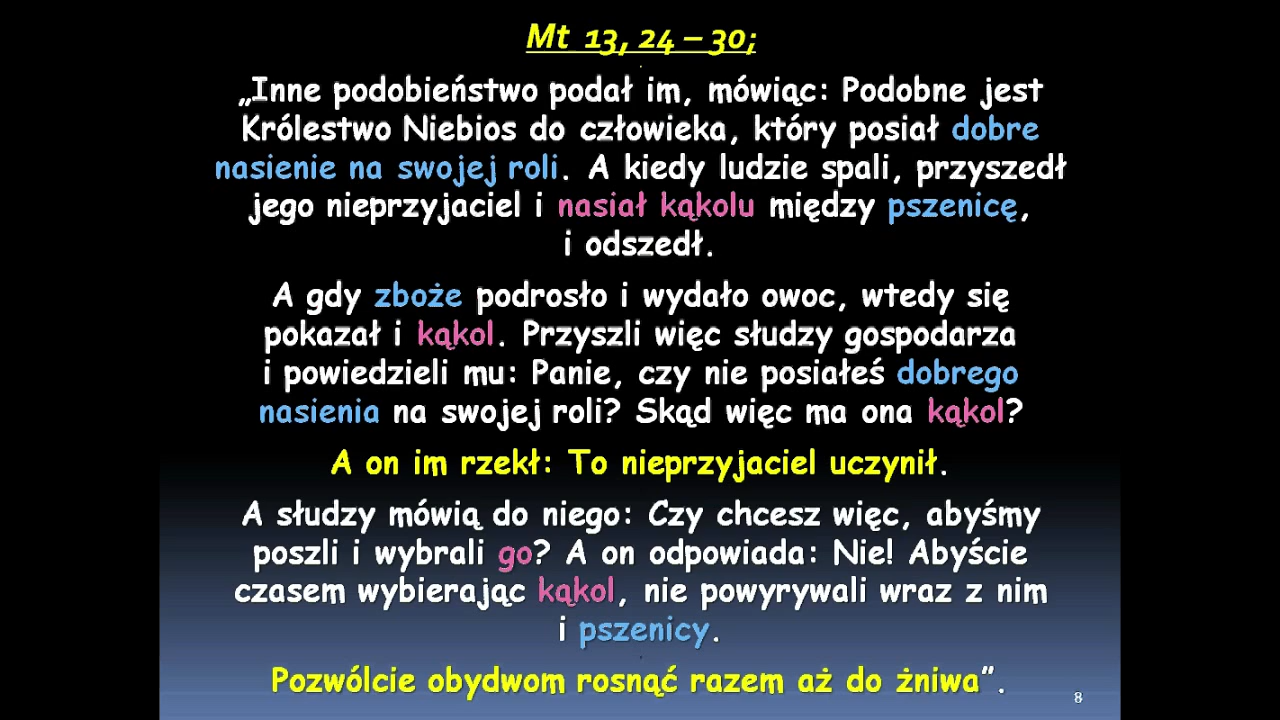 Mt 13, 24 – 30;
„Inne podobieństwo podał im, mówiąc: Podobne jest
Królestwo Niebios do człowieka, który posiał dobre
nasienie na swojej roli. A kiedy ludzie spali, przyszedł
jego nieprzyjaciel i nasiał kąkolu między pszenicę,
i odszedł.
A gdy zboże podrosło i wydało owoc, wtedy się
pokazał i kąkol. Przyszli więc słudzy gospodarza
i powiedzieli mu: Panie, czy nie posiałeś dobrego
nasienia na swojej roli? Skąd więc ma ona kąkol?
A on im rzekł: To nieprzyjaciel uczynił.
A słudzy mówią do niego: Czy chcesz więc, abyśmy
poszli i wybrali go? A on odpowiada: Nie! Abyście
czasem wybierając kąkol, nie powyrywali wraz z nim
i pszenicy.
Pozwólcie obydwom rosnąć razem aż do żniwa”.
8